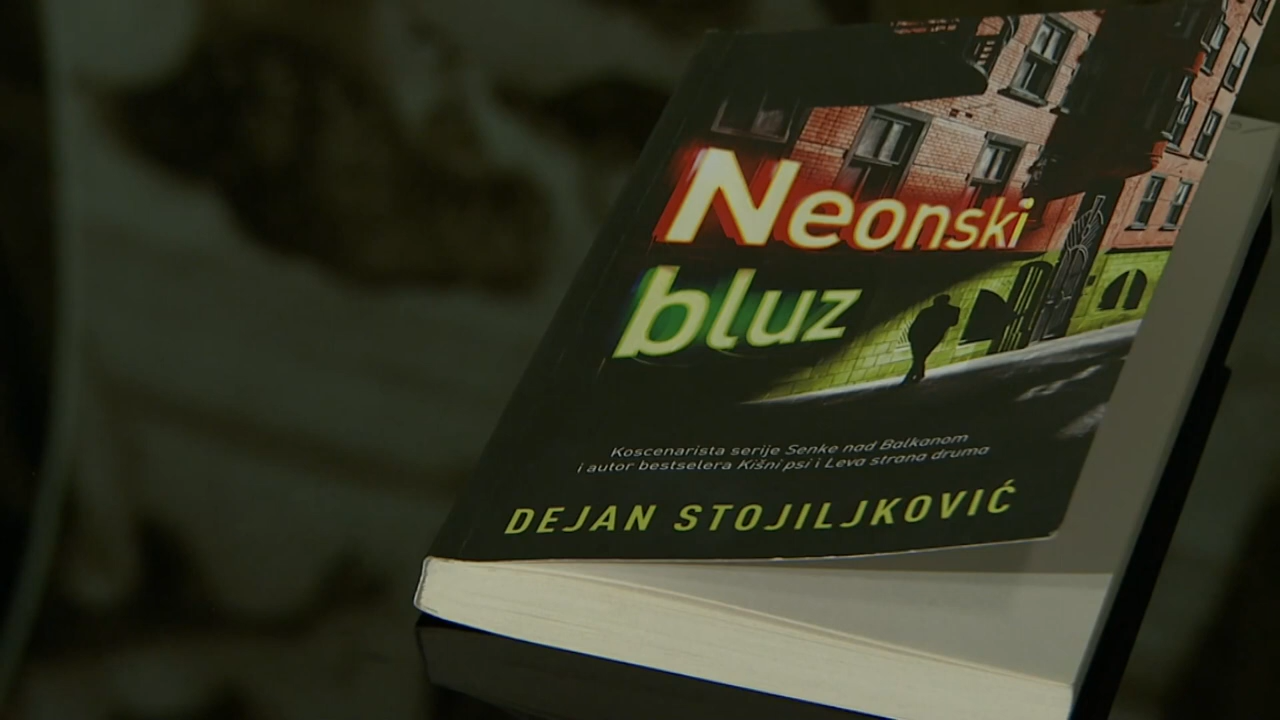 Neonski
bluz
Koscenarista serije Senke nad Balkanom
i autor bestselera Kišni psi i Leva strana druma
DEJAN STOJILJKOVIĆ